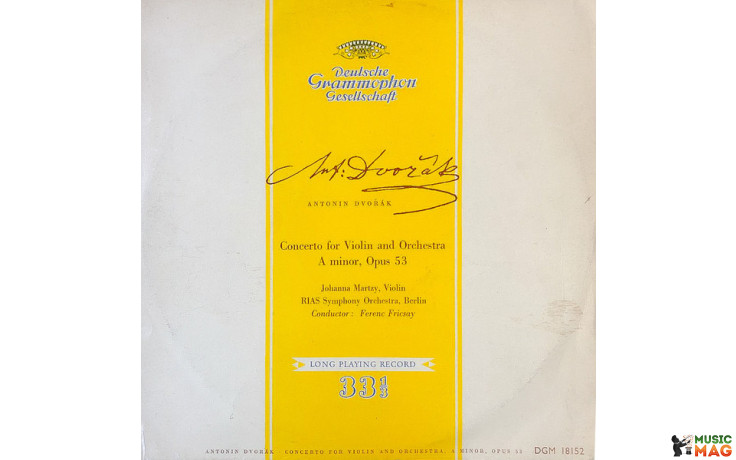 Deutsche
Grammophon
Gesellschaft
Ant: Dvořák
ANTONIN DVOŘÁK
Concerto for Violin and Orchestra
A minor, Opus 53
Johanna Martzy, Violin
RIAS Symphony Orchestra, Berlin
Conductor: Ferenc Fricsay
LONG PLAYING RECORD
33⅓
ANTONIN DVOŘÁK · CONCERTO FOR VIOLIN AND ORCHESTRA, A MINOR, OPUS 53 DGM 18152
MUSIC
MAG